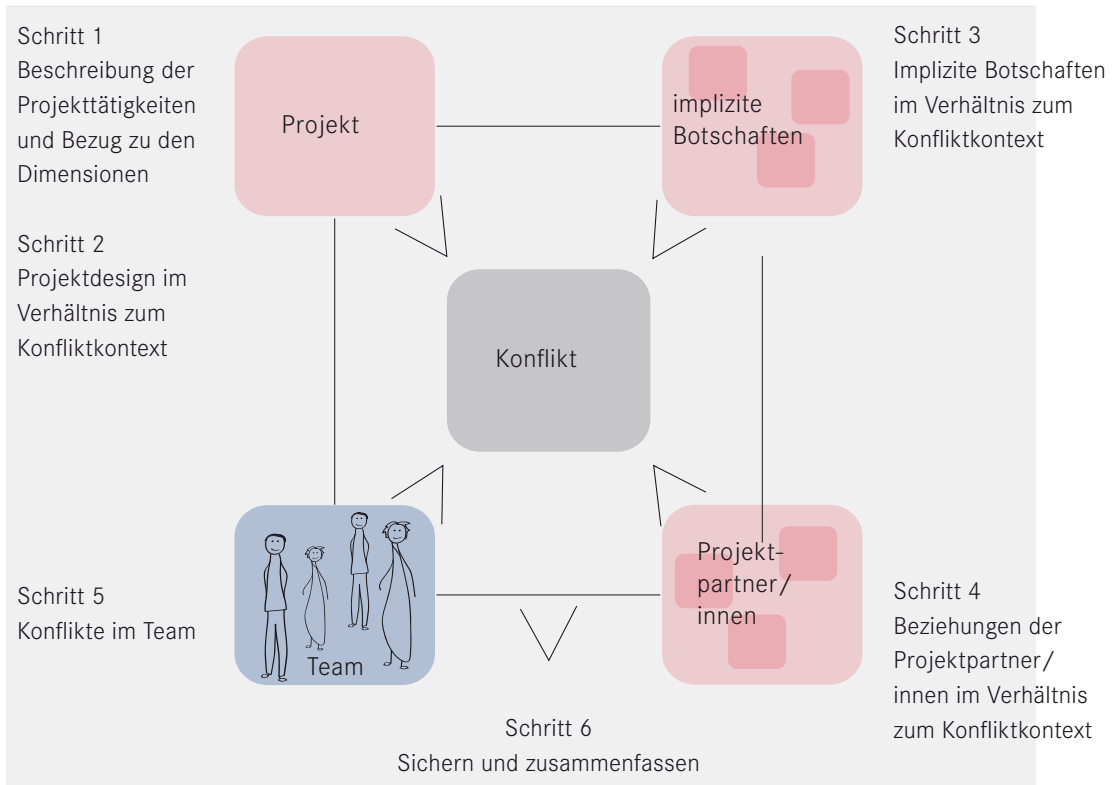 Schritt 1
Beschreibung der
Projekttätigkeiten
und Bezug zu den
Dimensionen
Projekt
implizite
Botschaften
Schritt 3
Implizite Botschaften
im Verhältnis zum
Konfliktkontext
Schritt 2
Projektdesign im
Verhältnis zum
Konfliktkontext
Konflikt
Schritt 5
Konflikte im Team
Team
Projekt-
partner/
innen
Schritt 4
Beziehungen der
Projektpartner/
innen im Verhältnis
zum Konfliktkontext
Schritt 6
Sichern und zusammenfassen